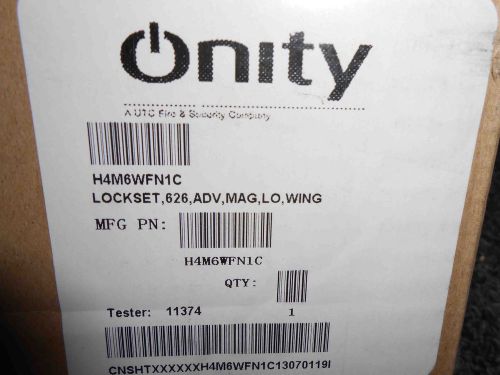 Onity
A UTC Fire & Security Company
H4M6WFN1C
LOCKSET,626,ADV,MAG,LO,WING
MFG PN:
H4M6WFN1C
QTY:
Tester: 11374 1
CNSHTXXXXXXH4M6WFN1C13070119I